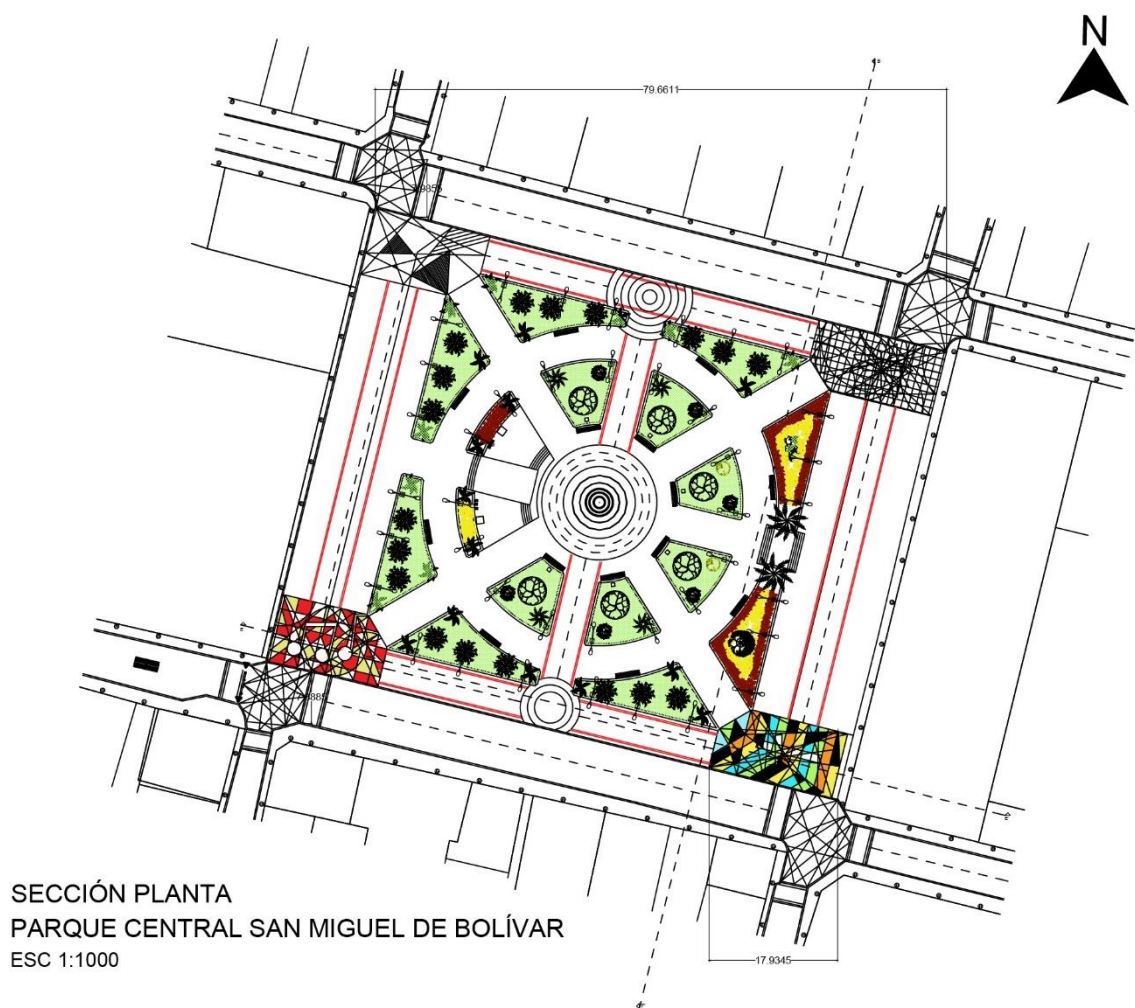 N
79.6611
SECCIÓN PLANTA
PARQUE CENTRAL SAN MIGUEL DE BOLÍVAR
ESC 1:1000
17.9345